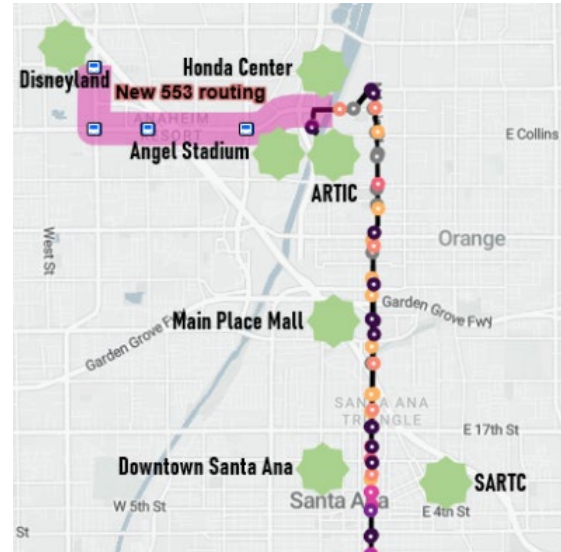 Honda Center
Disneyland
New 553 routing
ANAHEIM
RESORT
E Collins
Angel Stadium
ARTIC
West St
Orange
Main Place Mall
Garden Grove Fwy
Garden Grove
SANTA ANA
TRIANGLE
E 17th St
Downtown Santa Ana
SARTC
Santa Ana
W 5th St
E 4th St
St